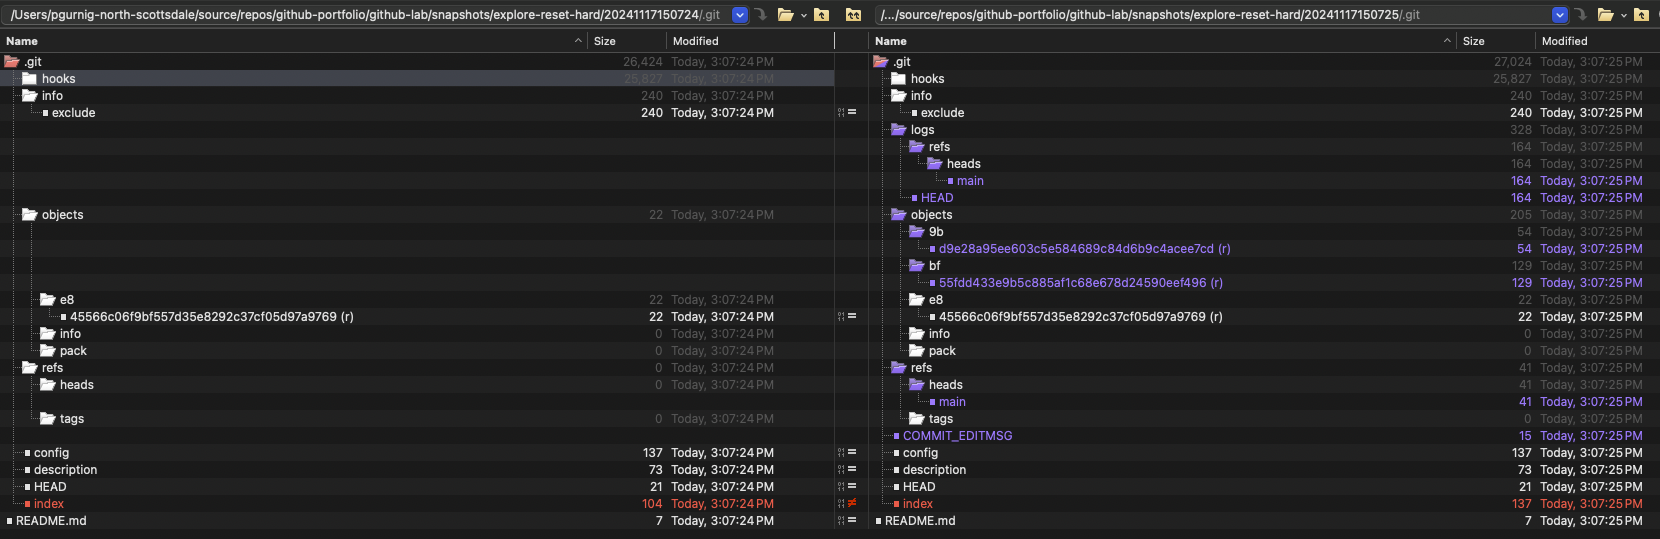 /Users/pgurnig-north-scottsdale/source/repos/github-portfolio/github-lab/snapshots/explore-reset-hard/20241117150724/.git /.../source/repos/github-portfolio/github-lab/snapshots/explore-reset-hard/20241117150725/.git
Name Size Modified Name Size Modified
.git 26,424 Today, 3:07:24 PM .git 27,024 Today, 3:07:25 PM
hooks 25,827 Today, 3:07:24 PM hooks 25,827 Today, 3:07:25 PM
info 240 Today, 3:07:24 PM info 240 Today, 3:07:25 PM
exclude 240 Today, 3:07:24 PM = exclude 240 Today, 3:07:25 PM
logs 328 Today, 3:07:25 PM
refs 164 Today, 3:07:25 PM
heads 164 Today, 3:07:25 PM
main 164 Today, 3:07:25 PM
HEAD 164 Today, 3:07:25 PM
objects 22 Today, 3:07:24 PM objects 205 Today, 3:07:25 PM
9b 54 Today, 3:07:25 PM
d9e28a95ee603c5e584689c84d6b9c4acee7cd (r) 54 Today, 3:07:25 PM
bf 129 Today, 3:07:25 PM
55fdd433e9b5c885af1c68e678d24590eef496 (r) 129 Today, 3:07:25 PM
e8 22 Today, 3:07:24 PM e8 22 Today, 3:07:25 PM
45566c06f9bf557d35e8292c37cf05d97a9769 (r) 22 Today, 3:07:24 PM = 45566c06f9bf557d35e8292c37cf05d97a9769 (r) 22 Today, 3:07:25 PM
info 0 Today, 3:07:24 PM info 0 Today, 3:07:25 PM
pack 0 Today, 3:07:24 PM pack 0 Today, 3:07:25 PM
refs 0 Today, 3:07:24 PM refs 41 Today, 3:07:25 PM
heads 0 Today, 3:07:24 PM heads 41 Today, 3:07:25 PM
main 41 Today, 3:07:25 PM
tags 0 Today, 3:07:24 PM tags 0 Today, 3:07:25 PM
COMMIT_EDITMSG 15 Today, 3:07:25 PM
config 137 Today, 3:07:24 PM = config 137 Today, 3:07:25 PM
description 73 Today, 3:07:24 PM = description 73 Today, 3:07:25 PM
HEAD 21 Today, 3:07:24 PM = HEAD 21 Today, 3:07:25 PM
index 104 Today, 3:07:24 PM ≠ index 137 Today, 3:07:25 PM
README.md 7 Today, 3:07:24 PM = README.md 7 Today, 3:07:25 PM